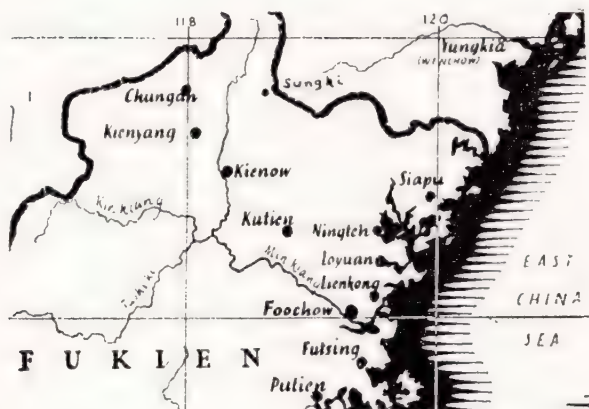 118
120
Yungkia
(WENCHOW)
Sungki
Chungan
Kienyang
Kienow
Siapu
Kin Kiang
Kutien
Ningteh
Min Kiang
Loyuan
EAST
Lienkong
CHINA
Foochow
SEA
FUKIEN
Futsing
Putien